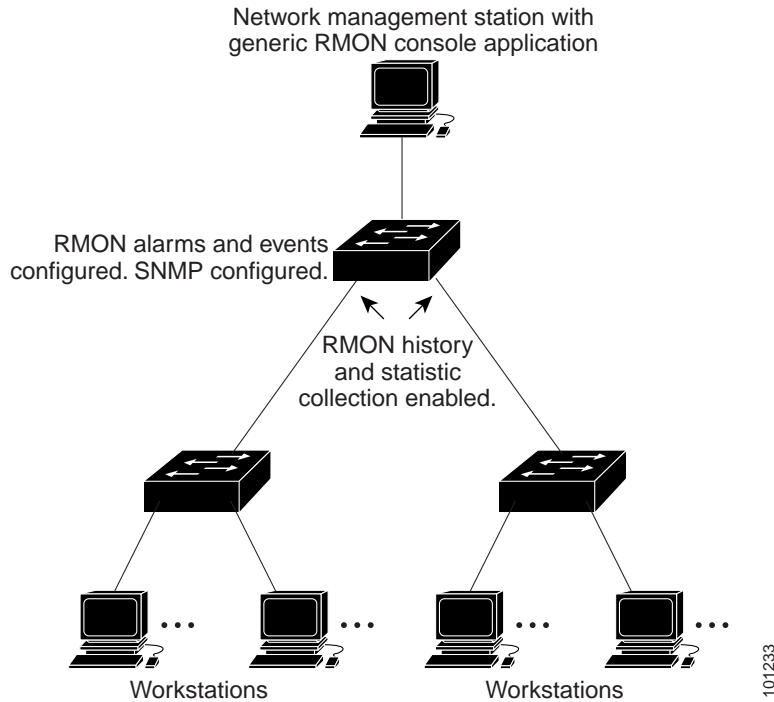 Network management station with
generic RMON console application
RMON alarms and events
configured. SNMP configured.
RMON history
and statistic
collection enabled.
Workstations
Workstations
101233